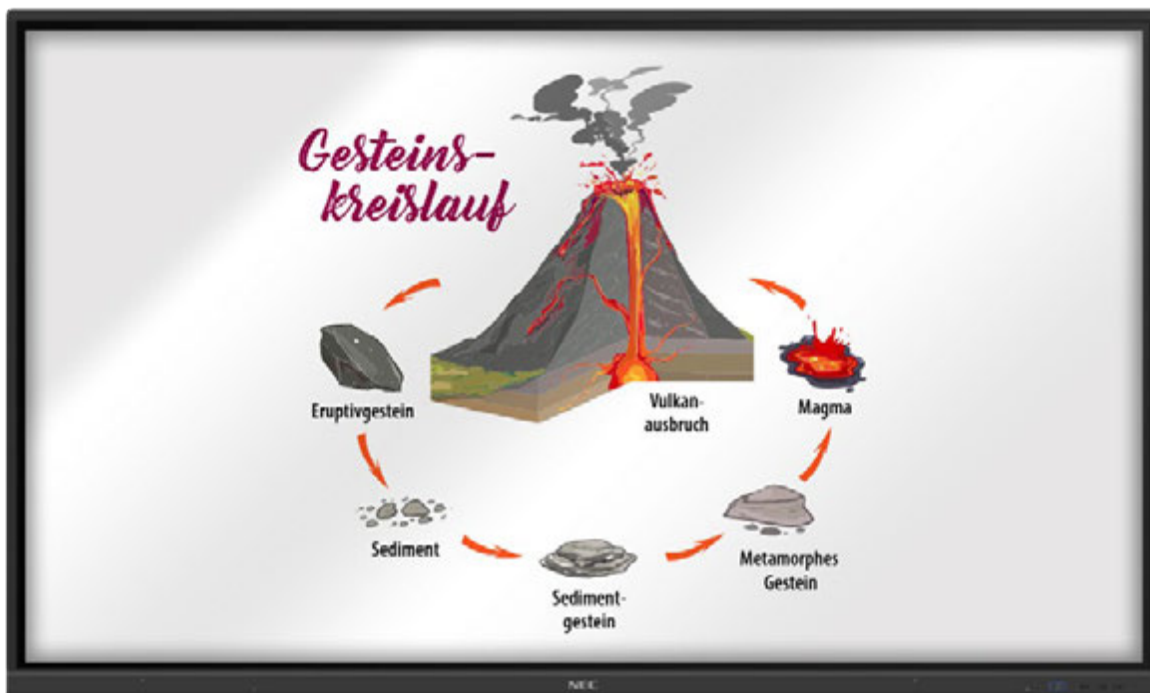 Gesteins-
kreislauf
Vulkan-
ausbruch
Eruptivgestein
Magma
Sediment
Metamorphes
Gestein
Sediment-
gestein
NEC